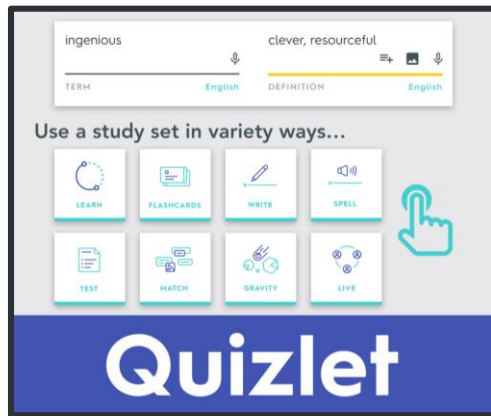 ingenious clever, resourceful
TERM English DEFINITION English
Use a study set in variety ways...
LEARN FLASHCARDS WRITE SPELL
TEST MATCH GRAVITY LIVE
Quizlet